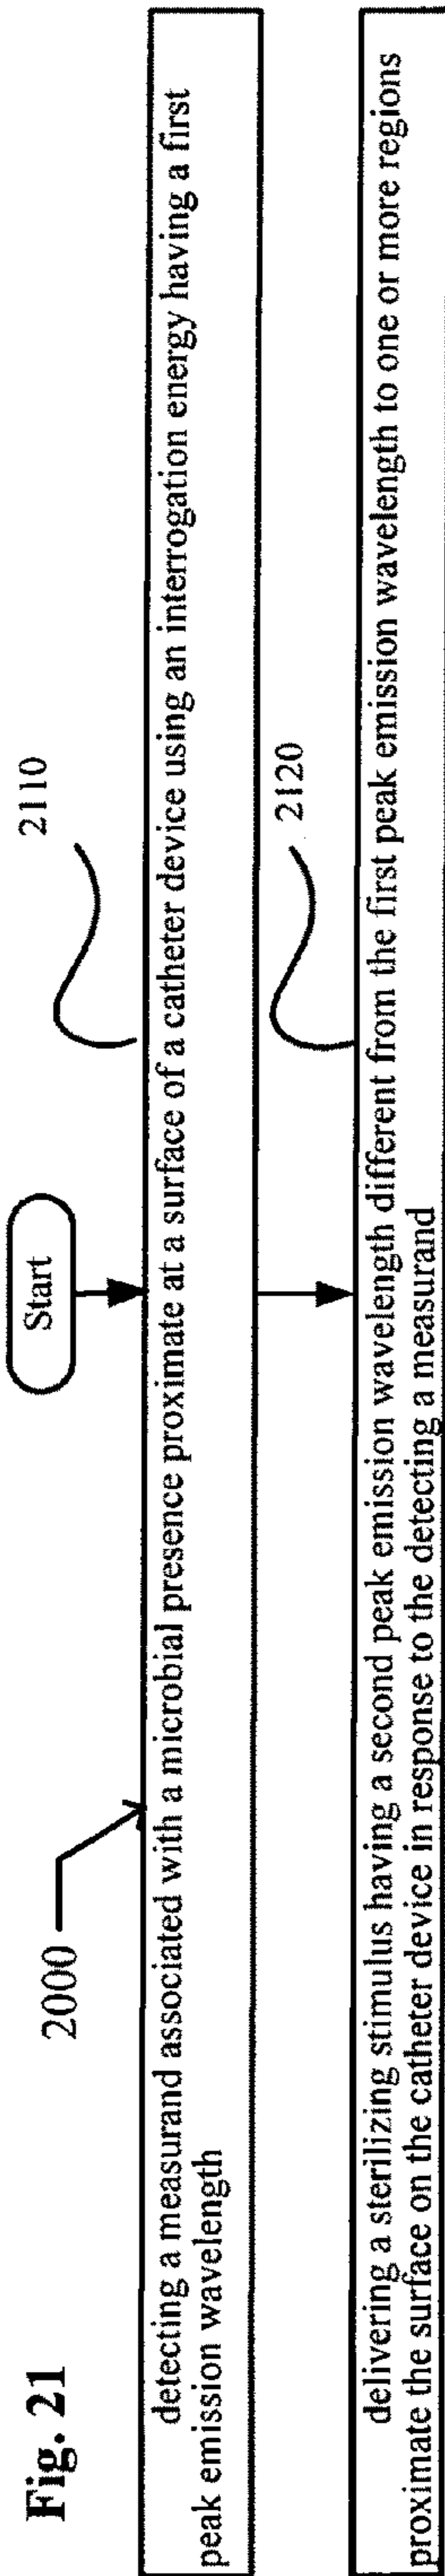 Fig. 21
Start
2000
2110
detecting a measurand associated with a microbial presence proximate at a surface of a catheter device using an interrogation energy having a first
peak emission wavelength
2120
delivering a sterilizing stimulus having a second peak emission wavelength different from the first peak emission wavelength to one or more regions
proximate the surface on the catheter device in response to the detecting a measurand